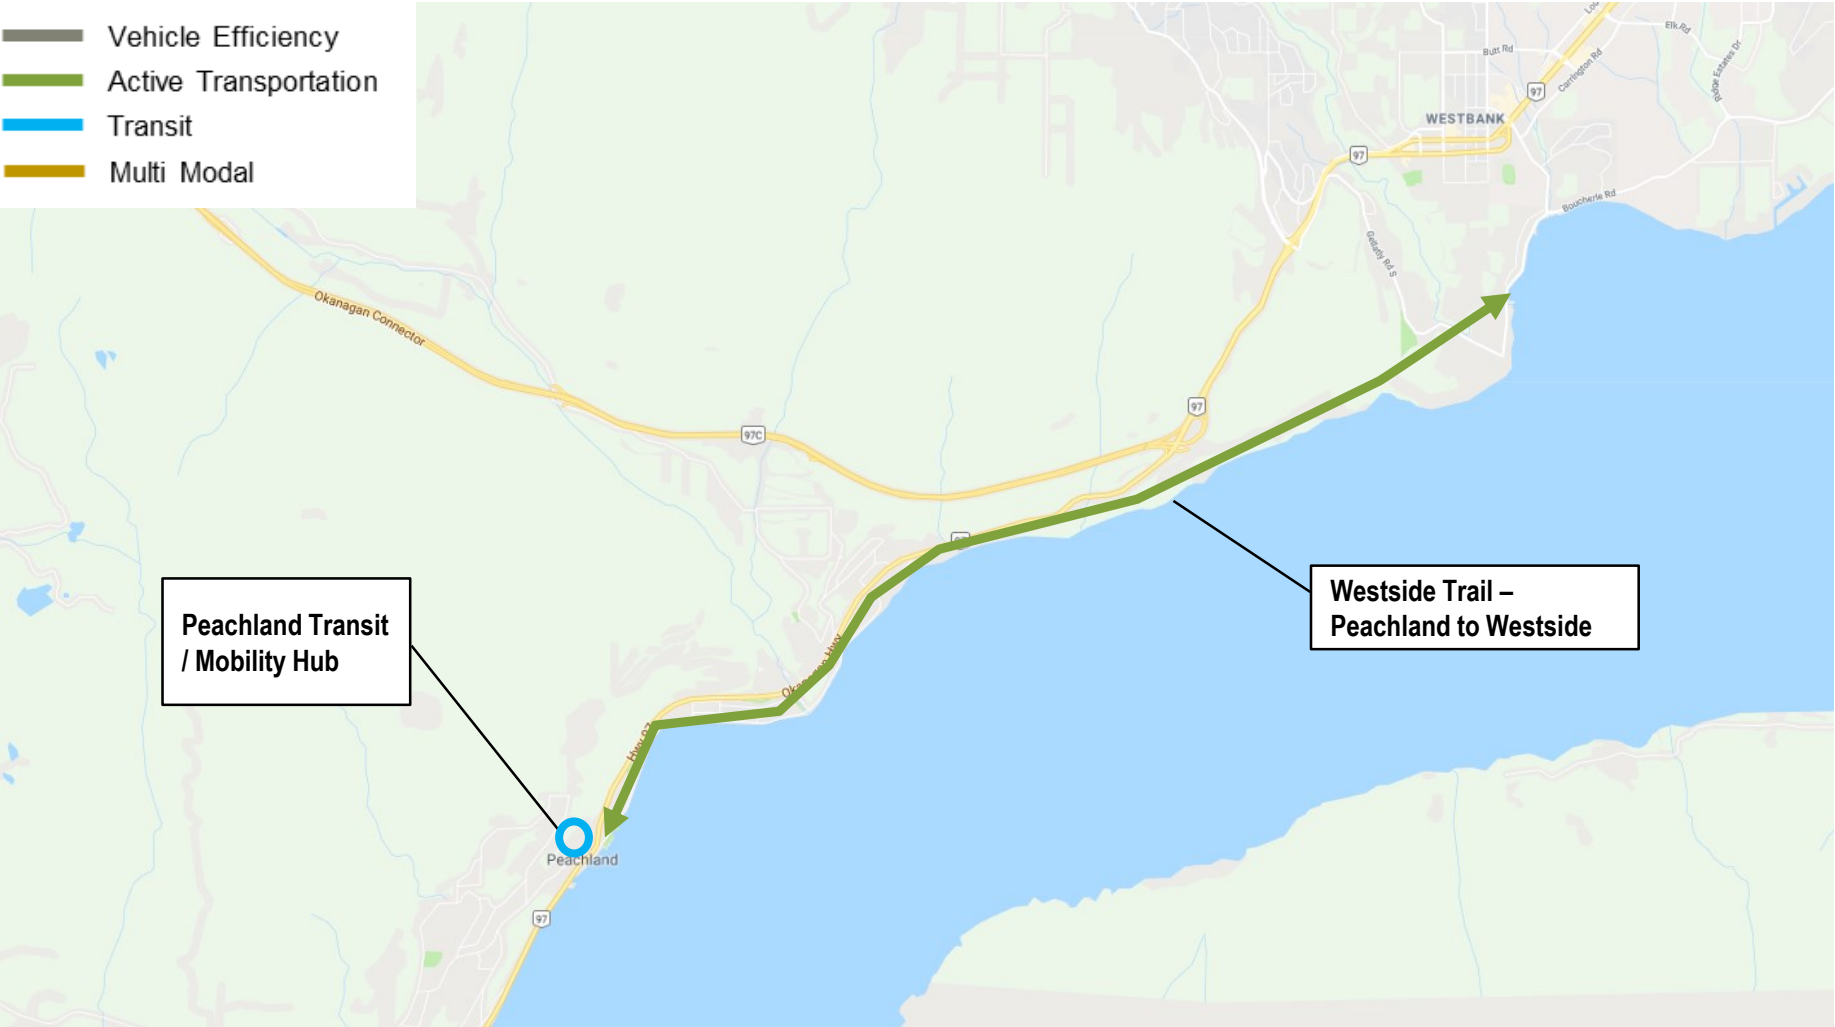 Vehicle Efficiency
Active Transportation
Transit
Multi Modal
Elk Rd
Butt Rd
Carrington Rd
Ridge Estates Dr
97
WESTBANK
97
Boucherie Rd
Gellatly Rd S
Okanagan Connector
97
97C
Westside Trail –
Peachland to Westside
Peachland Transit
/ Mobility Hub
Okanagan Hwy
Hwy 97
Peachland
97